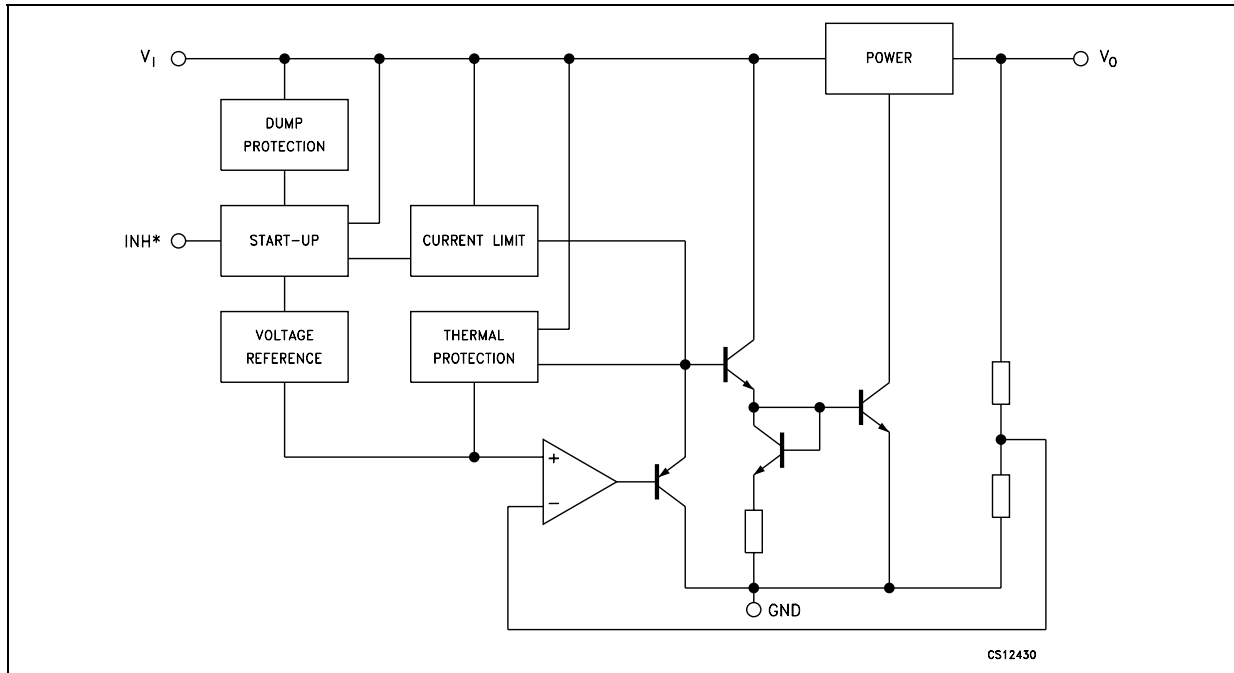 V_I
POWER
V_O
DUMP
PROTECTION
INH*
START-UP
CURRENT LIMIT
VOLTAGE
REFERENCE
THERMAL
PROTECTION
+
−
GND
CS12430